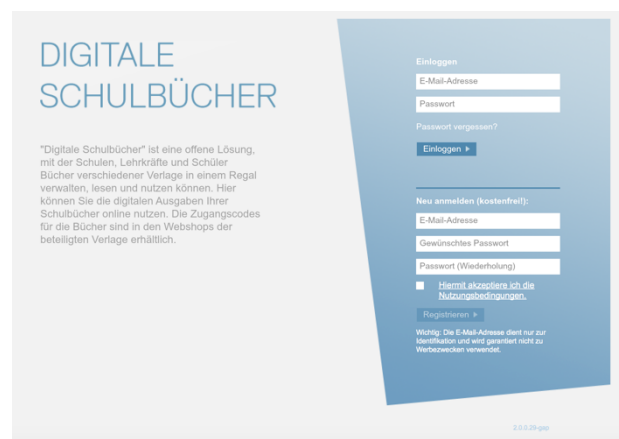 DIGITALE
SCHULBÜCHER
"Digitale Schulbücher" ist eine offene Lösung,
mit der Schulen, Lehrkräfte und Schüler
Bücher verschiedener Verlage in einem Regal
verwalten, lesen und nutzen können. Hier
können Sie die digitalen Ausgaben Ihrer
Schulbücher online nutzen. Die Zugangscodes
für die Bücher sind in den Webshops der
beteiligten Verlage erhältlich.
Einloggen
E-Mail-Adresse
Passwort
Passwort vergessen?
Einloggen
Neu anmelden (kostenfrei!):
E-Mail-Adresse
Gewünschtes Passwort
Passwort (Wiederholung)
Hiermit akzeptiere ich die
Nutzungsbedingungen.
Registrieren
Wichtig: Die E-Mail-Adresse dient nur zur
Identifikation und wird garantiert nicht zu
Werbezwecken verwendet.